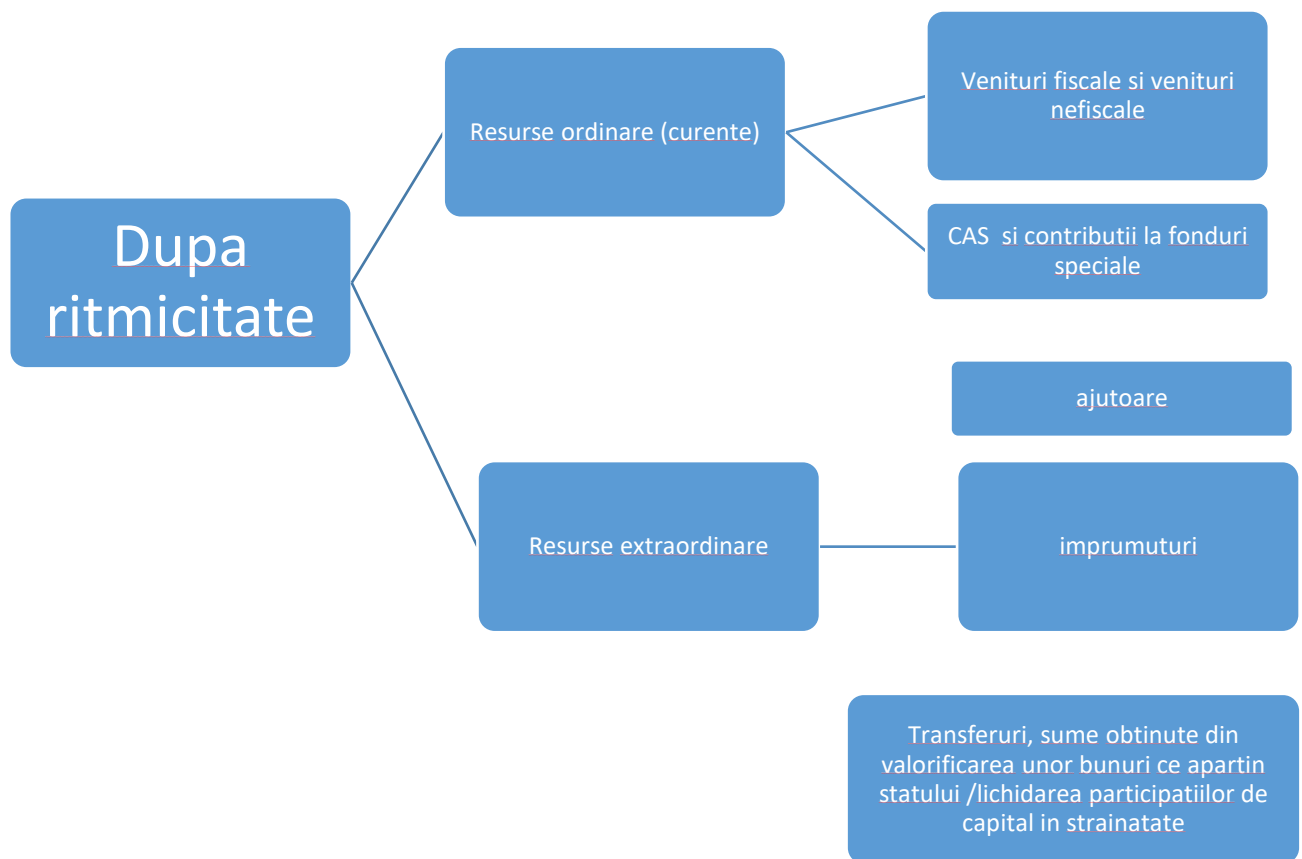 Dupa
ritmicitate
Resurse ordinare (curente)
Venituri fiscale si venituri
nefiscale
CAS  si contributii la fonduri
speciale
Resurse extraordinare
ajutoare
imprumuturi
Transferuri, sume obtinute din
valorificarea unor bunuri ce apartin
statului /lichidarea participatiilor de
capital in strainatate